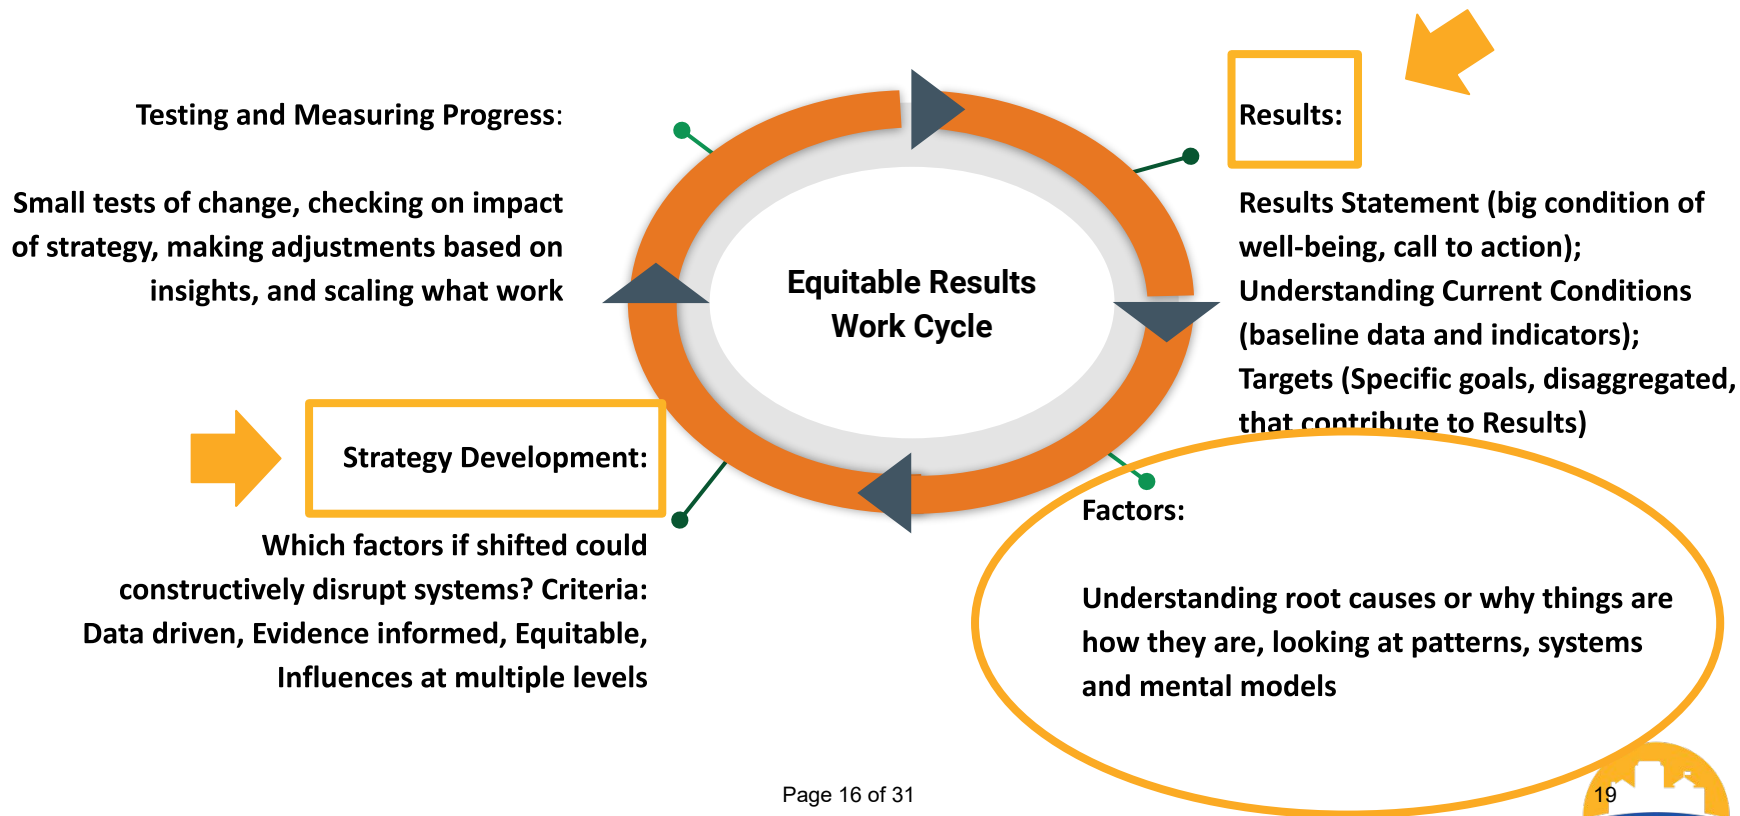 Testing and Measuring Progress:
Small tests of change, checking on impact
of strategy, making adjustments based on
insights, and scaling what work
Equitable Results
Work Cycle
Results:
Results Statement (big condition of
well-being, call to action);
Understanding Current Conditions
(baseline data and indicators);
Targets (Specific goals, disaggregated,
that contribute to Results)
Strategy Development:
Which factors if shifted could
constructively disrupt systems? Criteria:
Data driven, Evidence informed, Equitable,
Influences at multiple levels
Factors:
Understanding root causes or why things are
how they are, looking at patterns, systems
and mental models
Page 16 of 31
19